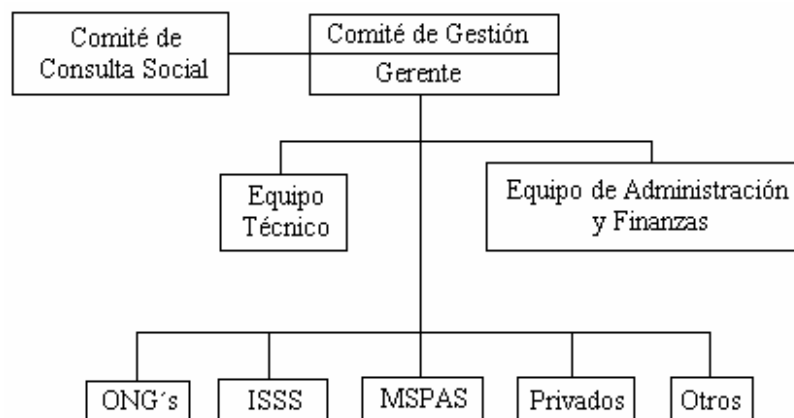 Comité de
Consulta Social
Comité de Gestión
Gerente
Equipo
Técnico
Equipo de Administración
y Finanzas
ONG´s
ISSS
MSPAS
Privados
Otros